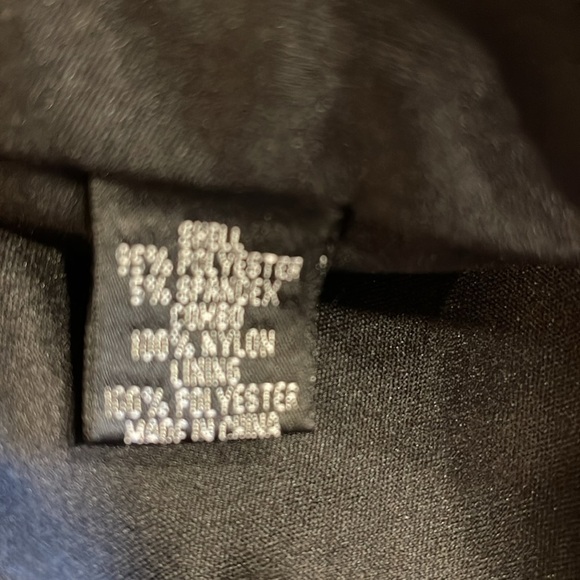 SHELL
95% POLYESTER
5% SPANDEX
COMBO
100% NYLON
LINING
100% POLYESTER
MADE IN CHINA